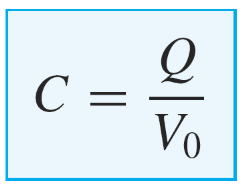 C = Q / V₀